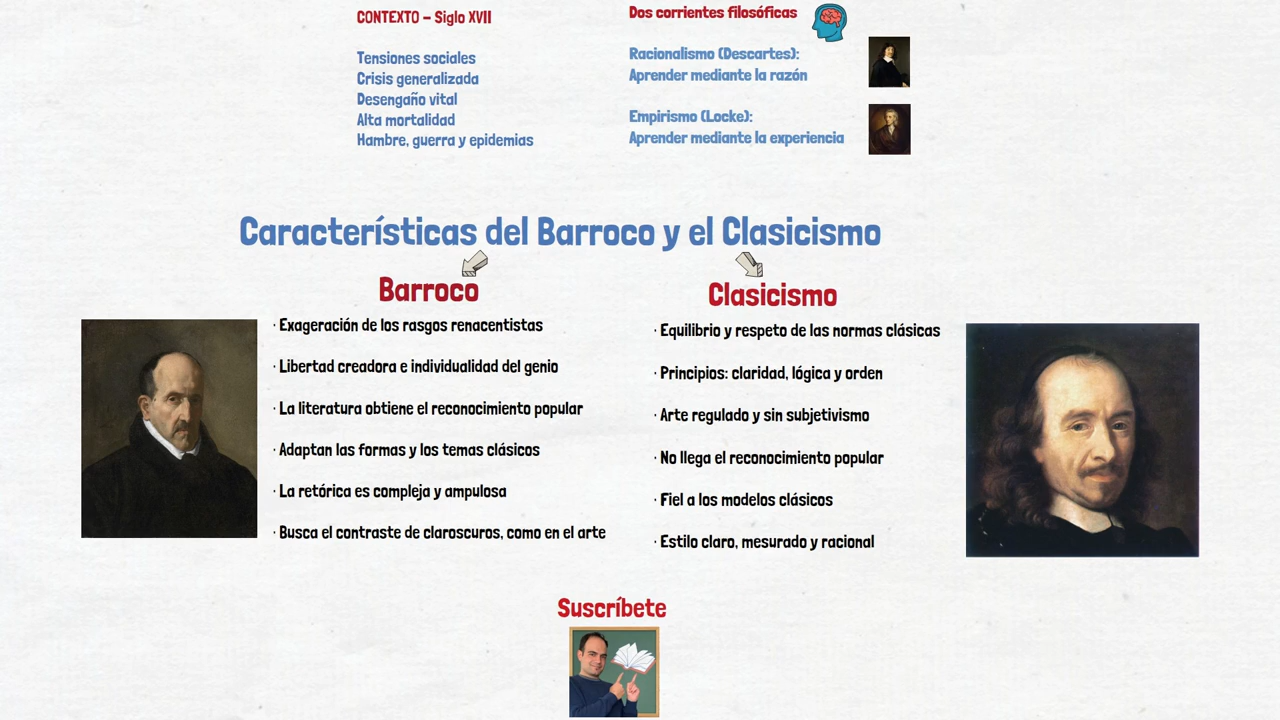 CONTEXTO – Siglo XVII
Tensiones sociales
Crisis generalizada
Desengaño vital
Alta mortalidad
Hambre, guerra y epidemias
Dos corrientes filosóficas
Racionalismo (Descartes):
Aprender mediante la razón
Empirismo (Locke):
Aprender mediante la experiencia
Características del Barroco y el Clasicismo
Barroco
· Exageración de los rasgos renacentistas
· Libertad creadora e individualidad del genio
· La literatura obtiene el reconocimiento popular
· Adaptan las formas y los temas clásicos
· La retórica es compleja y ampulosa
· Busca el contraste de claroscuros, como en el arte
Clasicismo
· Equilibrio y respeto de las normas clásicas
· Principios: claridad, lógica y orden
· Arte regulado y sin subjetivismo
· No llega el reconocimiento popular
· Fiel a los modelos clásicos
· Estilo claro, mesurado y racional
Suscríbete